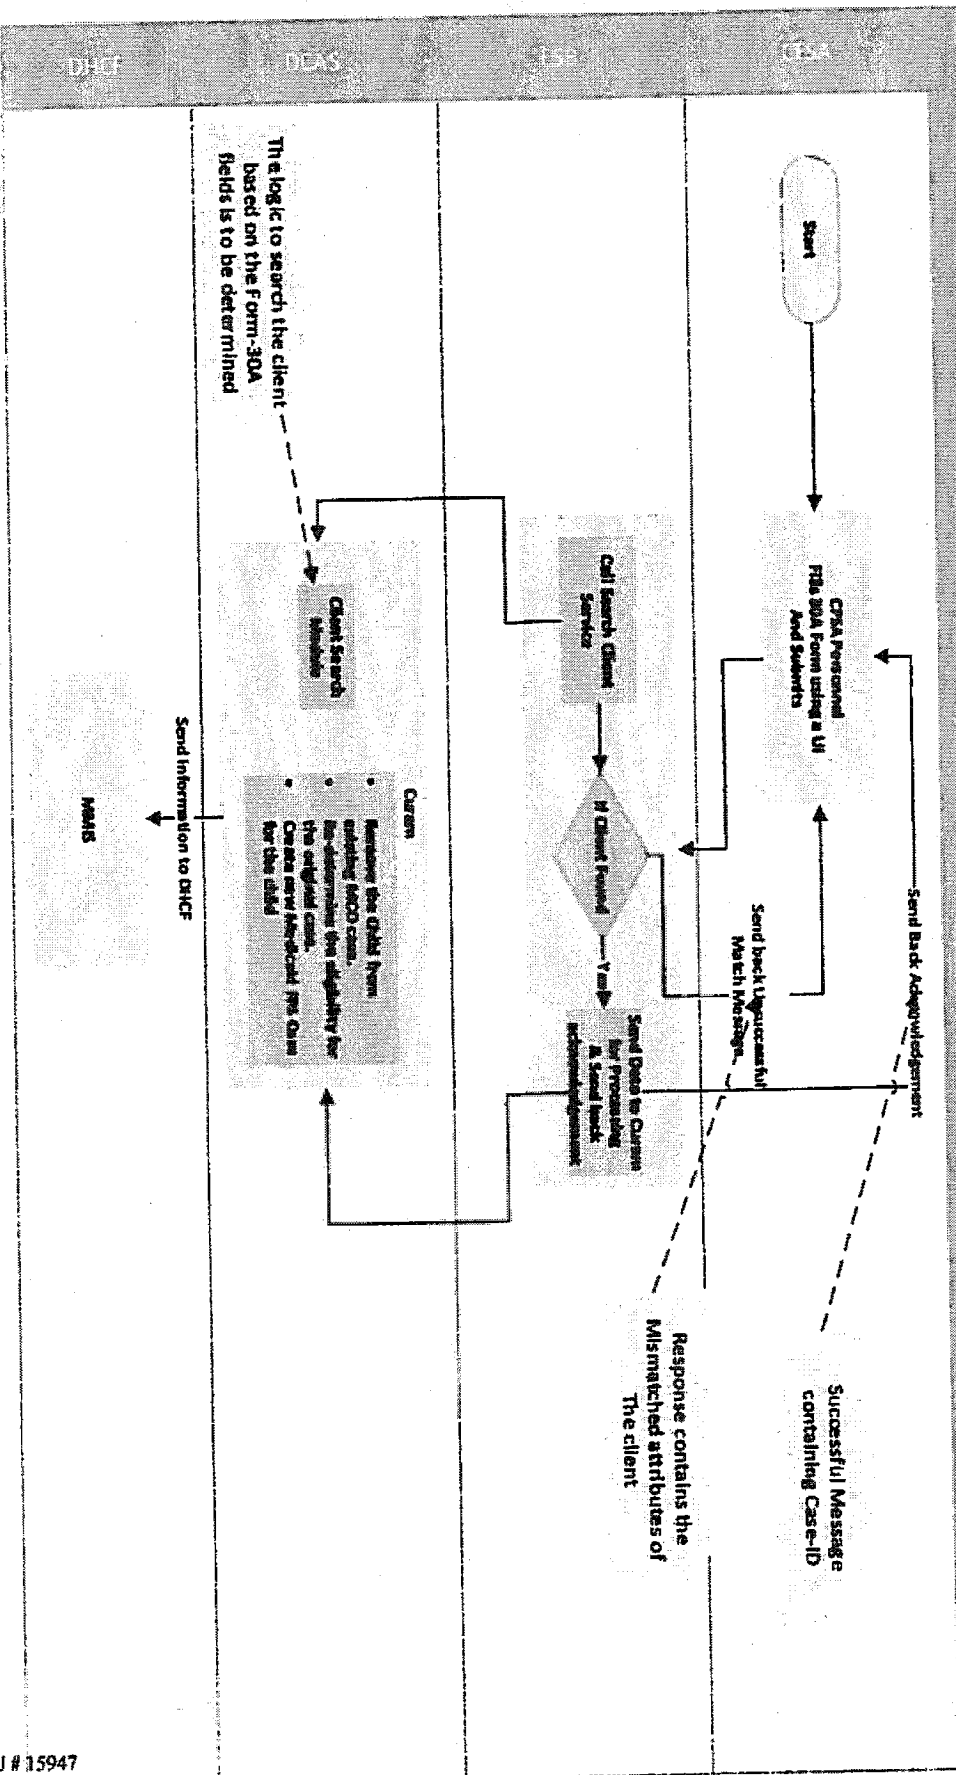 CFSA
Start
CFSA Personnel
Fills 30A Form using a UI
And Submits
Send Back Acknowledgement
Successful Message
containing Case-ID
Send back Unsuccessful
Match Message
Response contains the
Mismatched attributes of
The client
ESB
Call Search Client
Service
If Client Found
Yes
Send Data to Curam
for Processing
& Send back
acknowledgement
DCAS
The logic to search the client
based on the Form-30A
fields is to be determined
Client Search
Module
Curam
• Remove the Child from
existing MCO case.
• Re-determine the eligibility for
the original case.
• Create new Medicaid FFS Case
for the child
Send Information to DHCF
DHCF
MMIS
# 15947